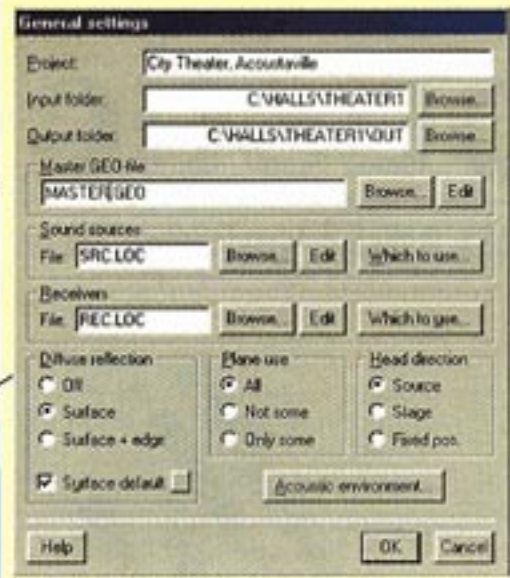 General settings
Project: City Theater, Acoustaville
Input folder: C:\HALLS\THEATER1 Browse...
Output folder: C:\HALLS\THEATER1\OUT Browse...
Master GEO file
MASTER.GEO Browse... Edit
Sound sources
File: SRC.LOC Browse... Edit Which to use...
Receivers
File: REC.LOC Browse... Edit Which to use...
Diffuse reflection Plane use Head direction
Off All Source
Surface Not some Stage
Surface + edge Only some Fixed pos.
Surface default Acoustic environment...
Help OK Cancel